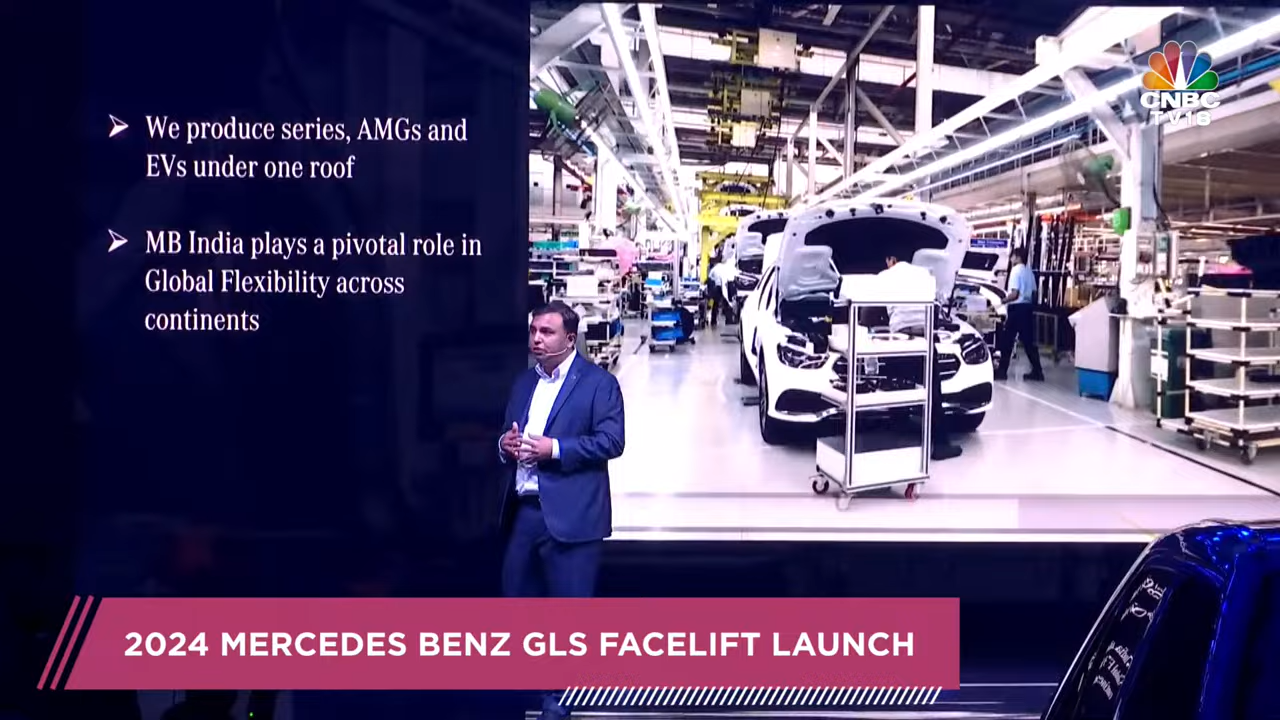 We produce series, AMGs and
EVs under one roof
MB India plays a pivotal role in
Global Flexibility across
continents
CNBC
TV18
2024 MERCEDES BENZ GLS FACELIFT LAUNCH